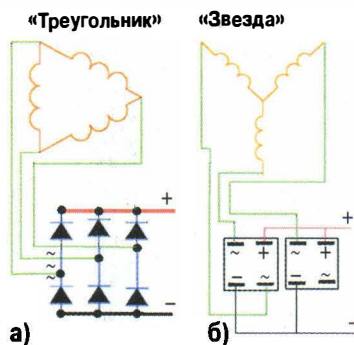 «Треугольник» «Звезда»
+
~
~
~
−
а)
+
~ + ~ +
− ~ −
−
б)